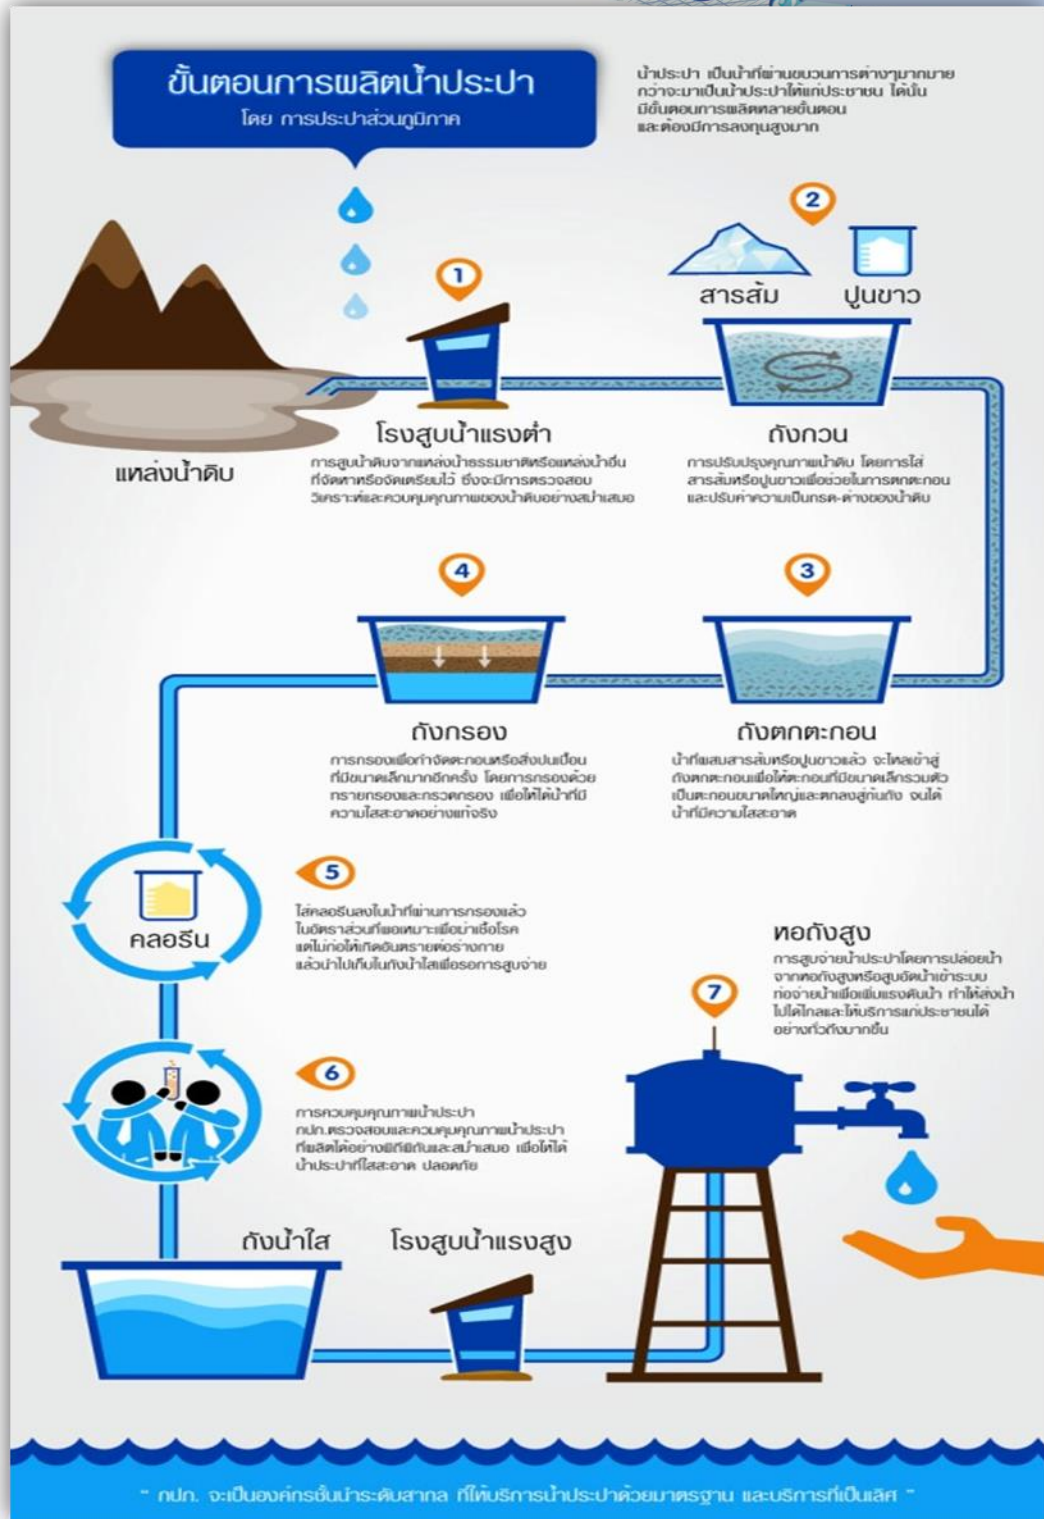 ขั้นตอนการผลิตน้ำประปา
โดย การประปาส่วนภูมิภาค
น้ำประปา เป็นน้ำที่ผ่านขบวนการต่างๆมากมาย
กว่าจะมาเป็นน้ำประปาให้แก่ประชาชน ได้นั้น
มีขั้นตอนการผลิตหลายขั้นตอน
และต้องมีการลงทุนสูงมาก
1
2
สารส้ม
ปูนขาว
แหล่งน้ำดิบ
โรงสูบน้ำแรงต่ำ
การสูบน้ำดิบจากแหล่งน้ำธรรมชาติหรือแหล่งน้ำอื่น
ที่จัดหาหรือจัดเตรียมไว้ ซึ่งจะมีการตรวจสอบ
วิเคราะห์และควบคุมคุณภาพของน้ำดิบอย่างสม่ำเสมอ
ถังกวน
การปรับปรุงคุณภาพน้ำดิบ โดยการใส่
สารส้มหรือปูนขาวเพื่อช่วยในการตกตะกอน
และปรับค่าความเป็นกรด-ด่างของน้ำดิบ
3
ถังตกตะกอน
น้ำที่ผสมสารส้มหรือปูนขาวแล้ว จะไหลเข้าสู่
ถังตกตะกอนเพื่อให้ตะกอนที่มีขนาดเล็กรวมตัว
เป็นตะกอนขนาดใหญ่และตกลงสู่ก้นถัง จนได้
น้ำที่มีความใสสะอาด
4
ถังกรอง
การกรองเพื่อกำจัดตะกอนหรือสิ่งปนเปื้อน
ที่มีขนาดเล็กมากอีกครั้ง โดยการกรองด้วย
ทรายกรองและกรวดกรอง เพื่อให้ได้น้ำที่มี
ความใสสะอาดอย่างแท้จริง
คลอรีน
5
ใส่คลอรีนลงในน้ำที่ผ่านการกรองแล้ว
ในอัตราส่วนที่พอเหมาะเพื่อฆ่าเชื้อโรค
แต่ไม่ก่อให้เกิดอันตรายต่อร่างกาย
แล้วนำไปเก็บในถังน้ำใสเพื่อรอการสูบจ่าย
6
การควบคุมคุณภาพน้ำประปา
กปภ.ตรวจสอบและควบคุมคุณภาพน้ำประปา
ที่ผลิตได้อย่างพิถีพิถันและสม่ำเสมอ เพื่อให้ได้
น้ำประปาที่ใสสะอาด ปลอดภัย
ถังน้ำใส
โรงสูบน้ำแรงสูง
7
หอถังสูง
การสูบจ่ายน้ำประปาโดยการปล่อยน้ำ
จากหอถังสูงหรือสูบอัดน้ำเข้าระบบ
ท่อจ่ายน้ำเพื่อเพิ่มแรงดันน้ำ ทำให้ส่งน้ำ
ไปได้ไกลและให้บริการแก่ประชาชนได้
อย่างทั่วถึงมากขึ้น
" กปภ. จะเป็นองค์กรชั้นนำระดับสากล ที่ให้บริการน้ำประปาด้วยมาตรฐาน และบริการที่เป็นเลิศ "